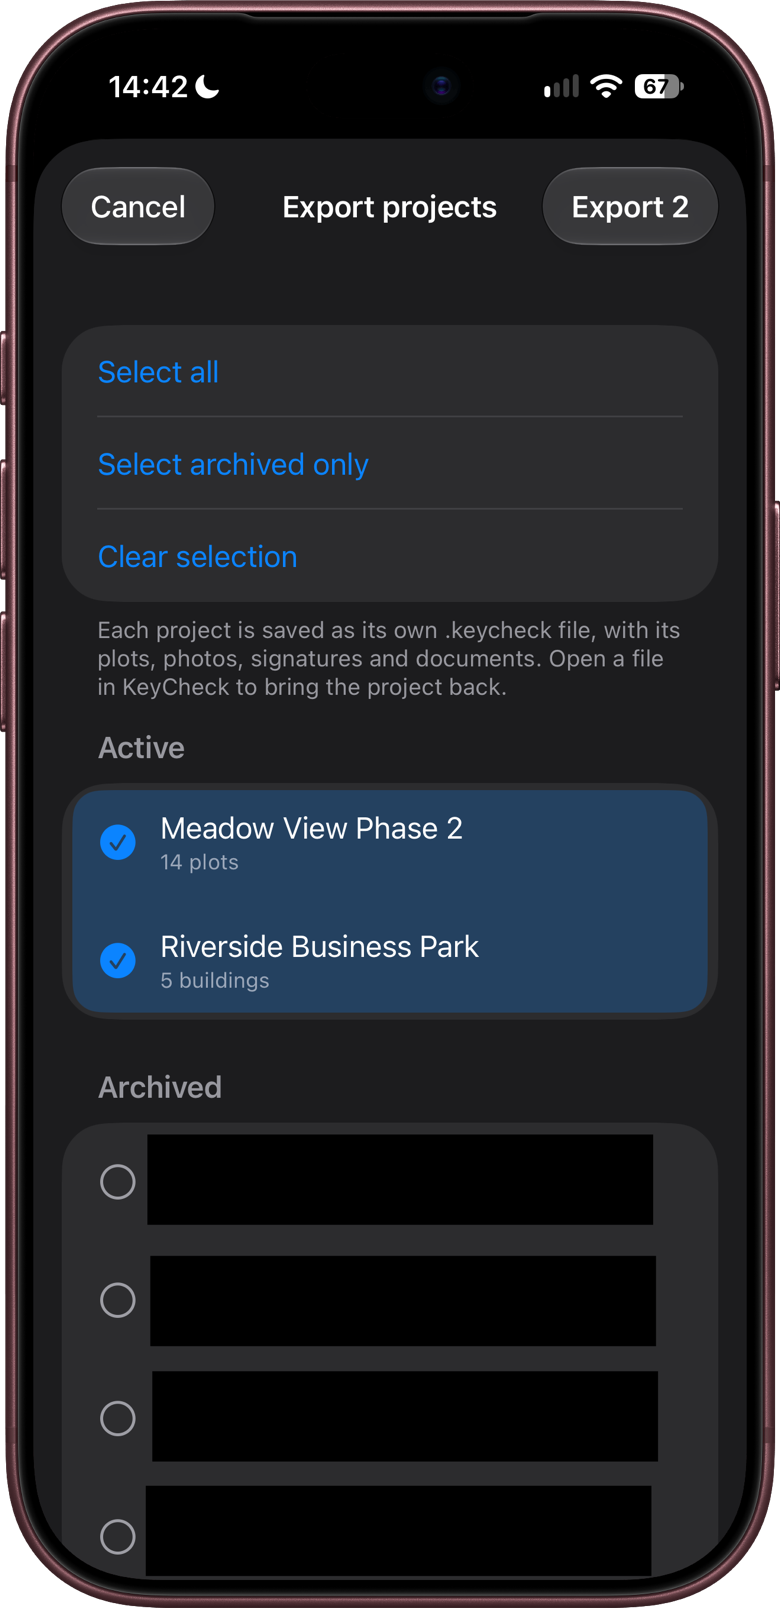 14:42
67
Cancel
Export projects
Export 2
Select all
Select archived only
Clear selection
Each project is saved as its own .keycheck file, with its
plots, photos, signatures and documents. Open a file
in KeyCheck to bring the project back.
Active
Meadow View Phase 2
14 plots
Riverside Business Park
5 buildings
Archived